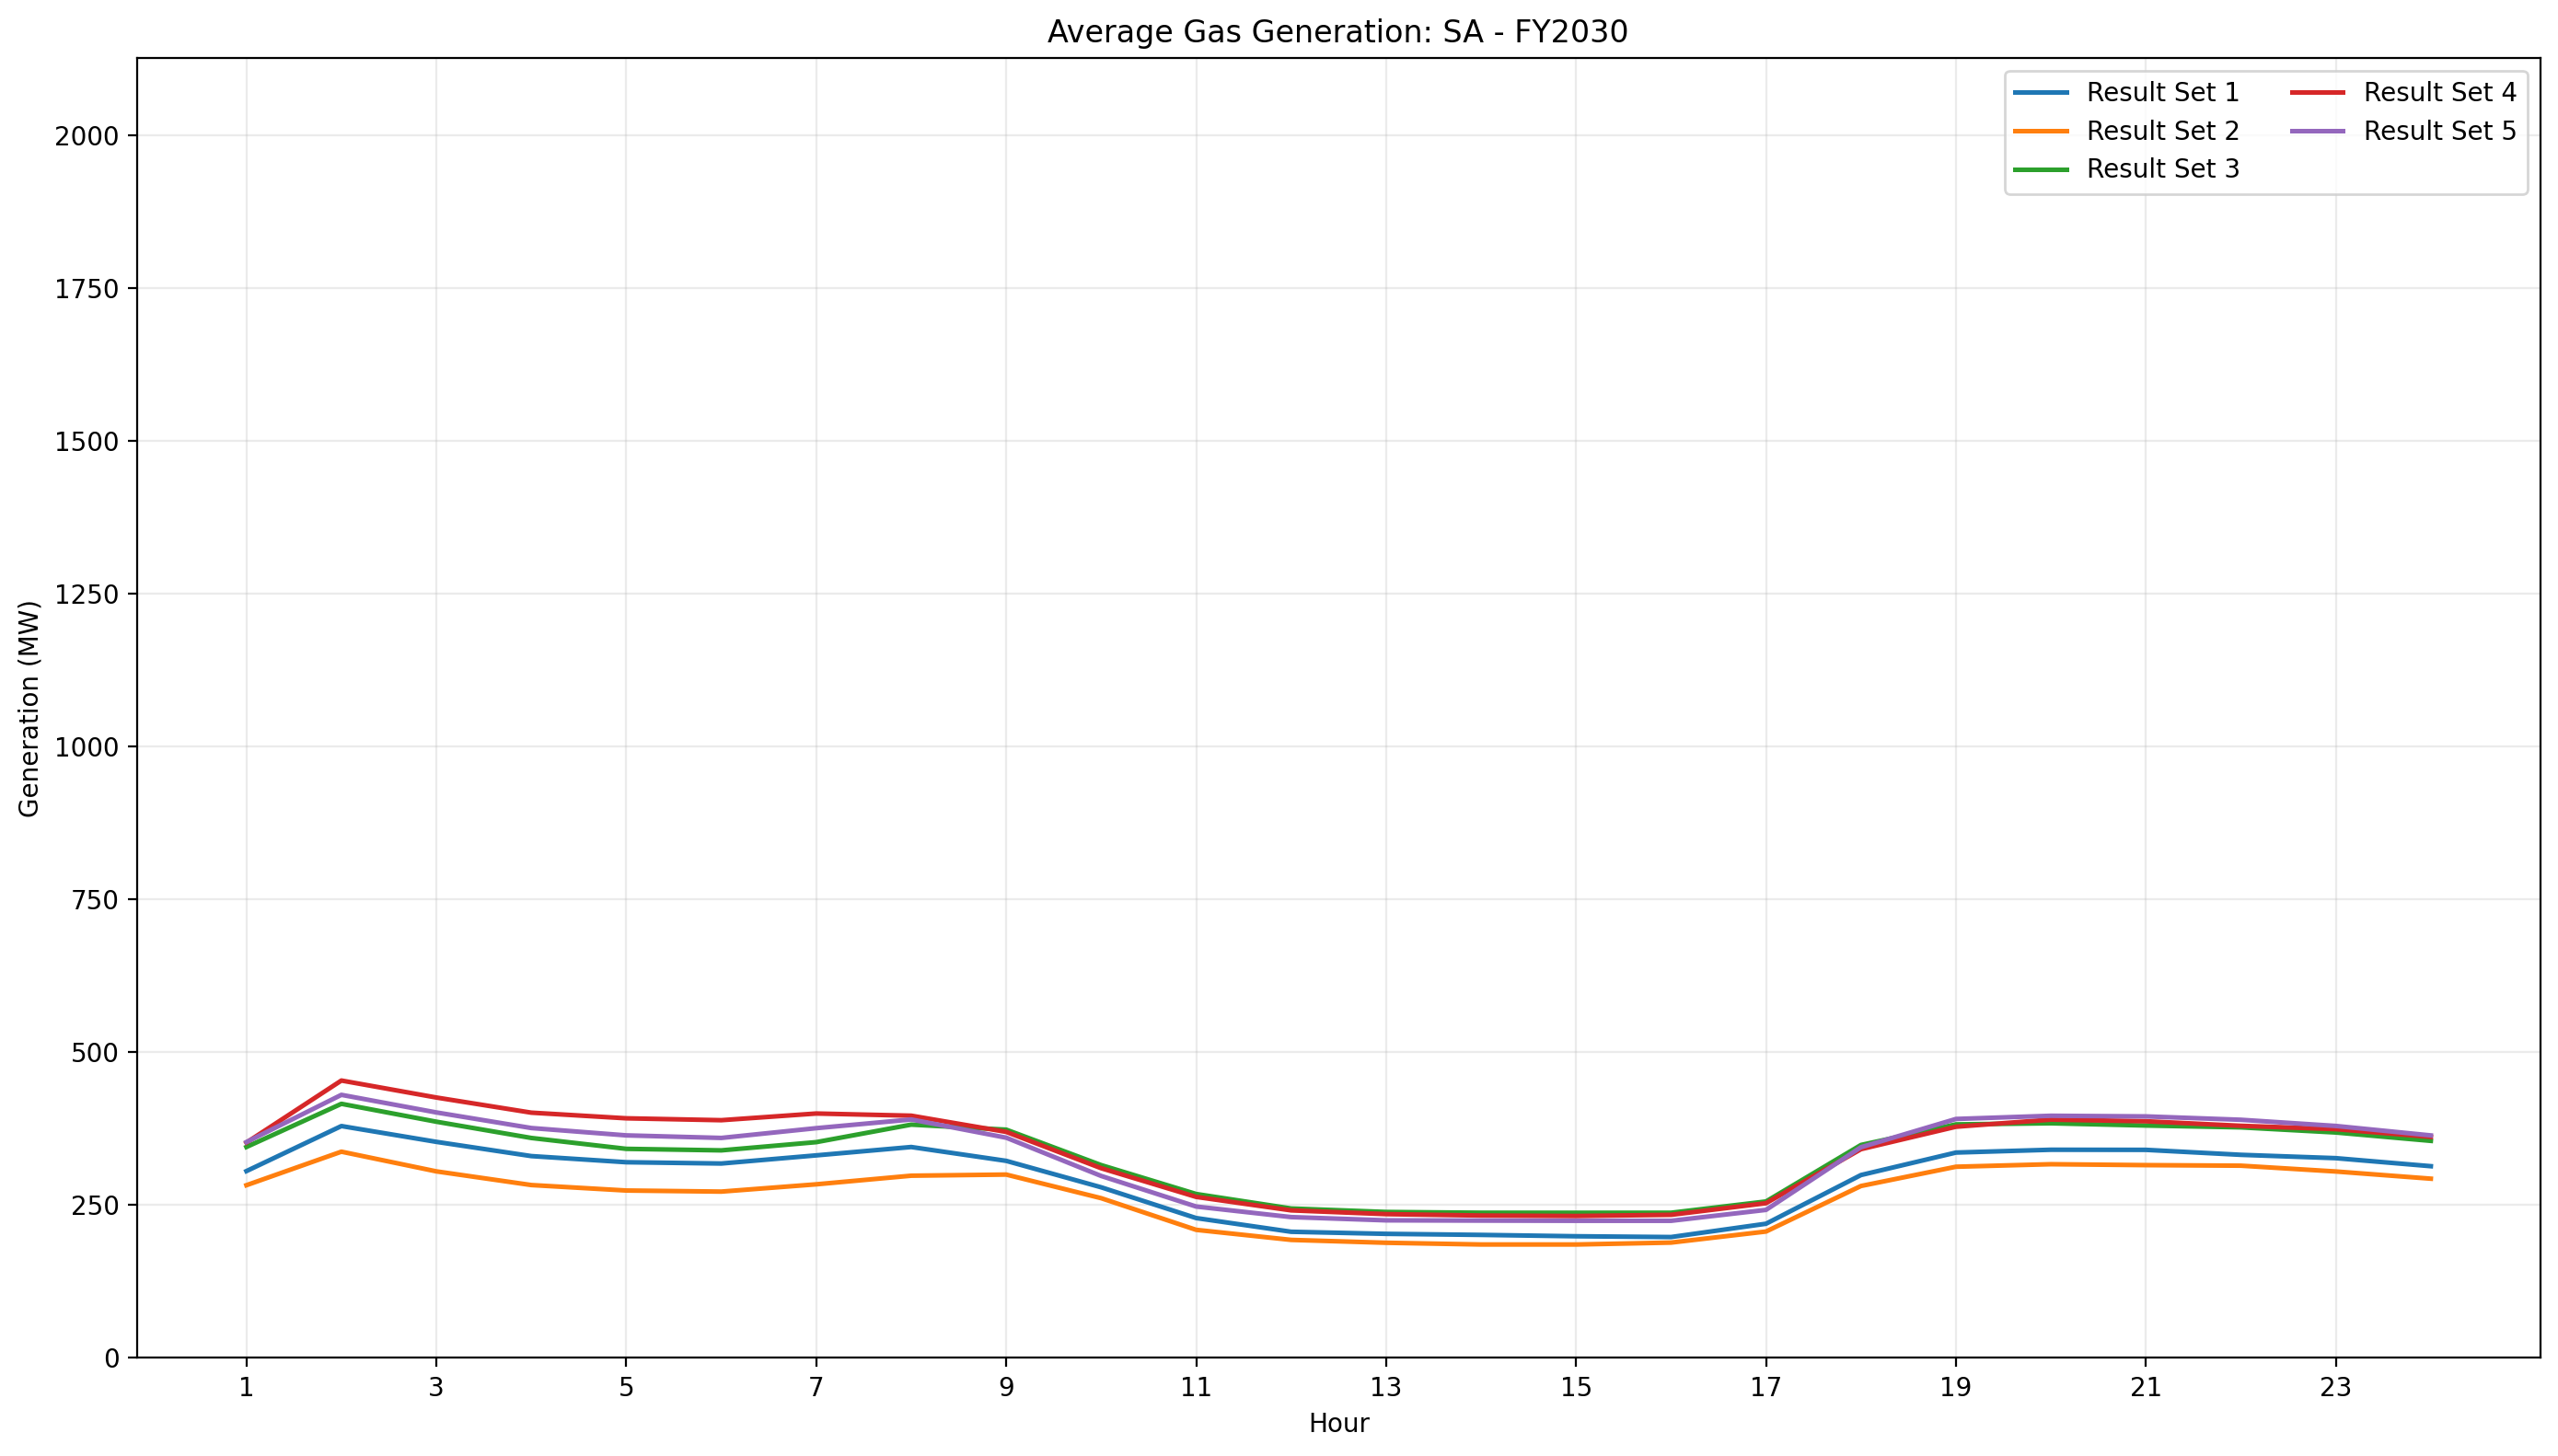 Average Gas Generation: SA - FY2030
Result Set 1
Result Set 2
Result Set 3
Result Set 4
Result Set 5
Generation (MW)
2000
1750
1500
1250
1000
750
500
250
0
1 3 5 7 9 11 13 15 17 19 21 23
Hour